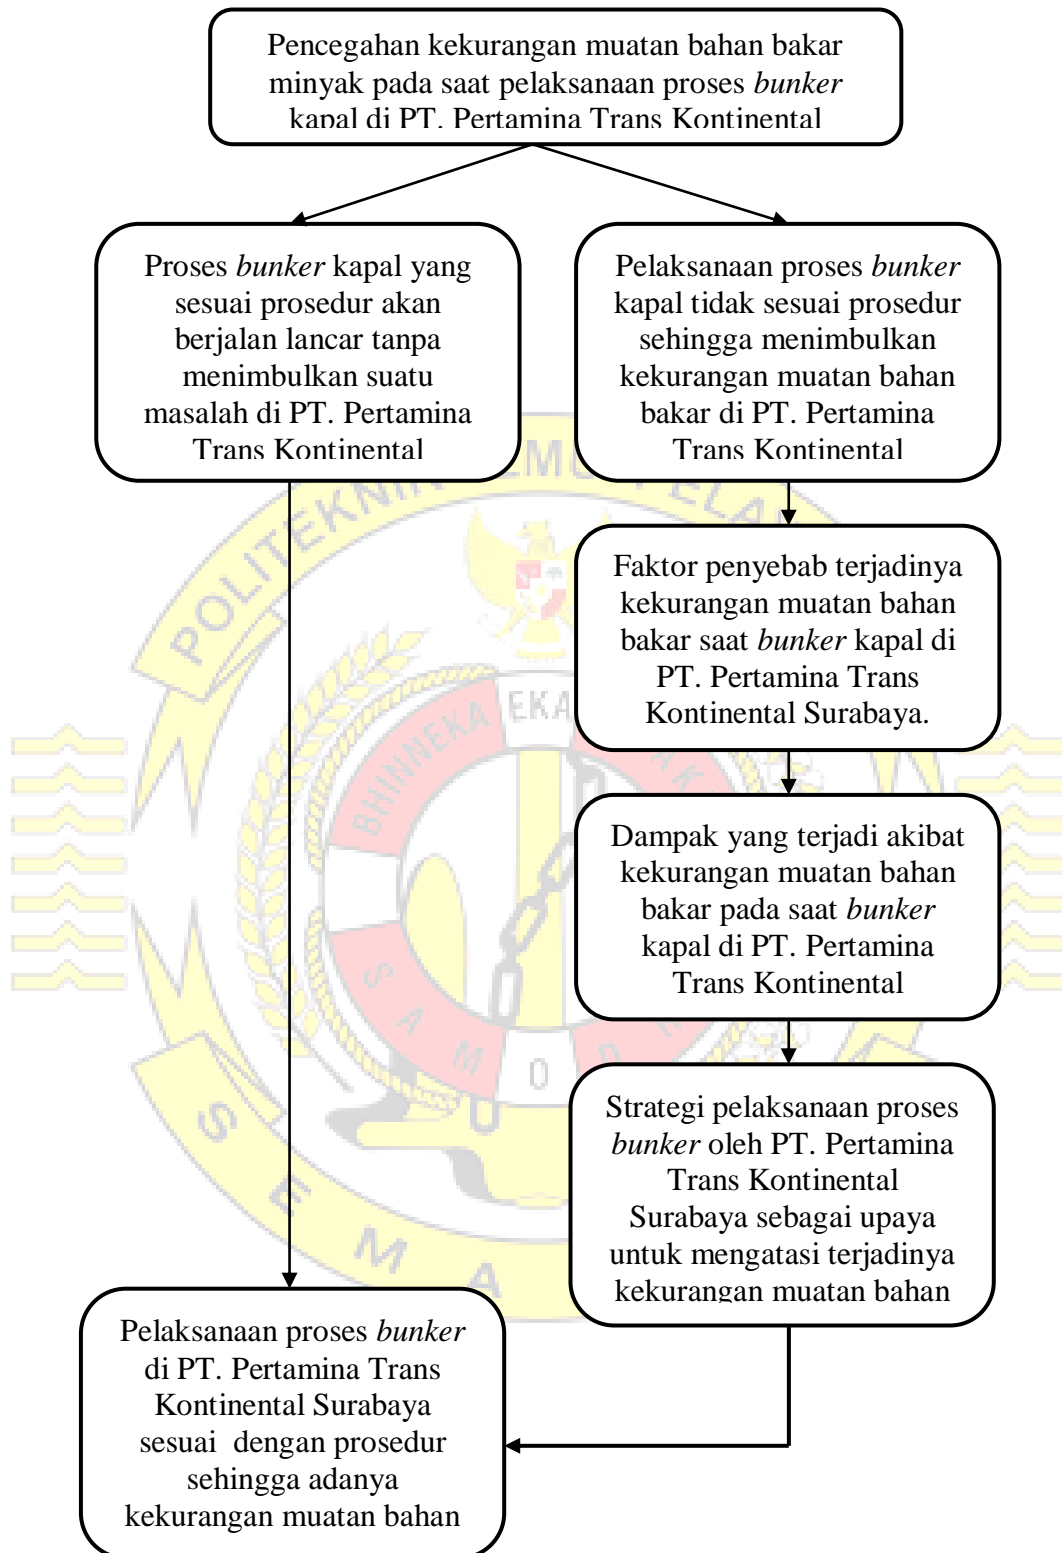 Pencegahan kekurangan muatan bahan bakar
minyak pada saat pelaksanaan proses bunker
kapal di PT. Pertamina Trans Kontinental
Proses bunker kapal yang
sesuai prosedur akan
berjalan lancar tanpa
menimbulkan suatu
masalah di PT. Pertamina
Trans Kontinental
Pelaksanaan proses bunker
kapal tidak sesuai prosedur
sehingga menimbulkan
kekurangan muatan bahan
bakar di PT. Pertamina
Trans Kontinental
Faktor penyebab terjadinya
kekurangan muatan bahan
bakar saat bunker kapal di
PT. Pertamina Trans
Kontinental Surabaya.
Dampak yang terjadi akibat
kekurangan muatan bahan
bakar pada saat bunker
kapal di PT. Pertamina
Trans Kontinental
Strategi pelaksanaan proses
bunker oleh PT. Pertamina
Trans Kontinental
Surabaya sebagai upaya
untuk mengatasi terjadinya
kekurangan muatan bahan
Pelaksanaan proses bunker
di PT. Pertamina Trans
Kontinental Surabaya
sesuai  dengan prosedur
sehingga adanya
kekurangan muatan bahan
BHINNEKA EKA